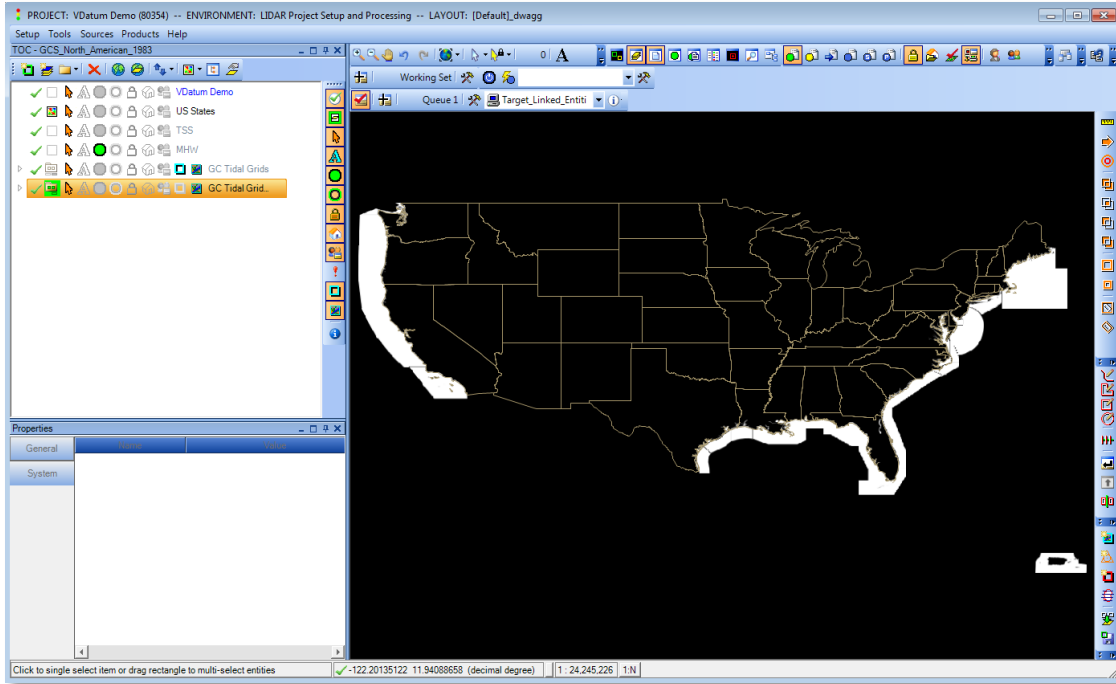 PROJECT: VDatum Demo (80354) -- ENVIRONMENT: LIDAR Project Setup and Processing -- LAYOUT: [Default]_dwagg
Setup Tools Sources Products Help
TOC - GCS_North_American_1983
0 A
Working Set
Queue 1 Target_Linked_Entiti
VDatum Demo
US States
TSS
MHW
GC Tidal Grids
GC Tidal Grid..
Properties
General Name Value
System
Click to single select item or drag rectangle to multi-select entities -122.20135122 11.94088658 (decimal degree) 1 : 24,245,226 1:N